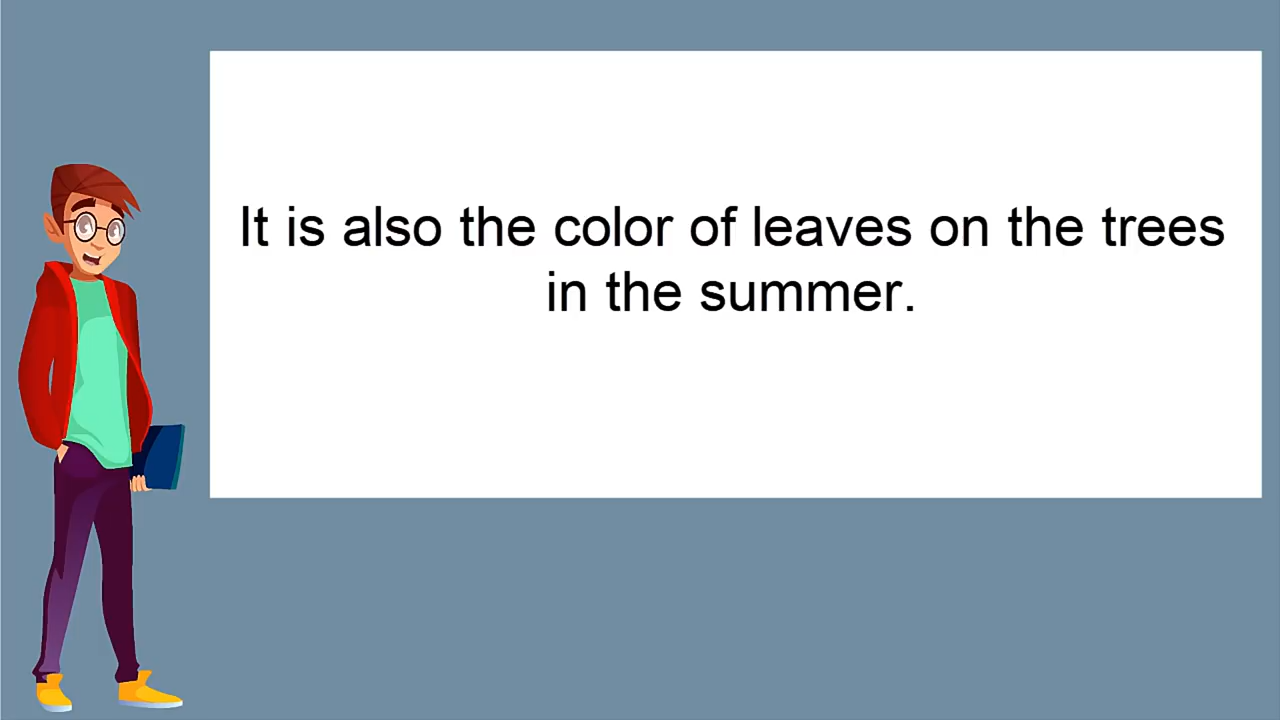 It is also the color of leaves on the trees
in the summer.